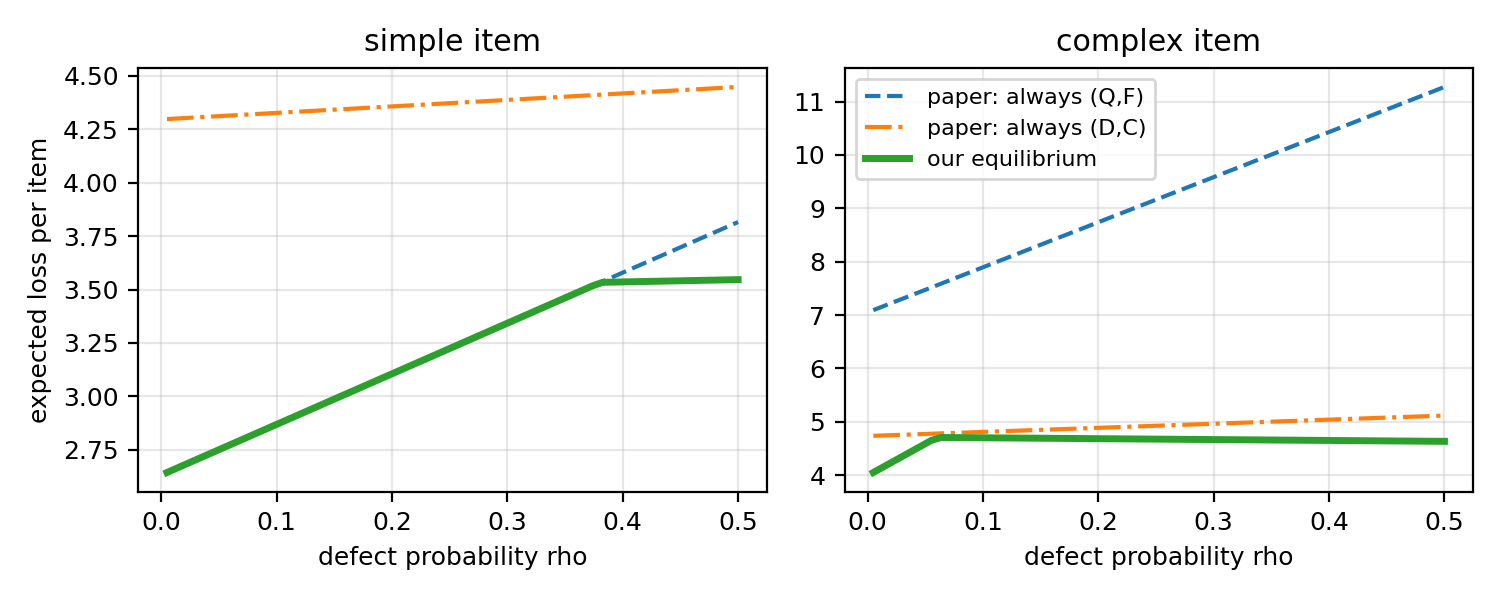 simple item
4.50
4.25
4.00
3.75
3.50
3.25
3.00
2.75
expected loss per item
0.0 0.1 0.2 0.3 0.4 0.5
defect probability rho
complex item
paper: always (Q,F)
paper: always (D,C)
our equilibrium
11
10
9
8
7
6
5
4
0.0 0.1 0.2 0.3 0.4 0.5
defect probability rho